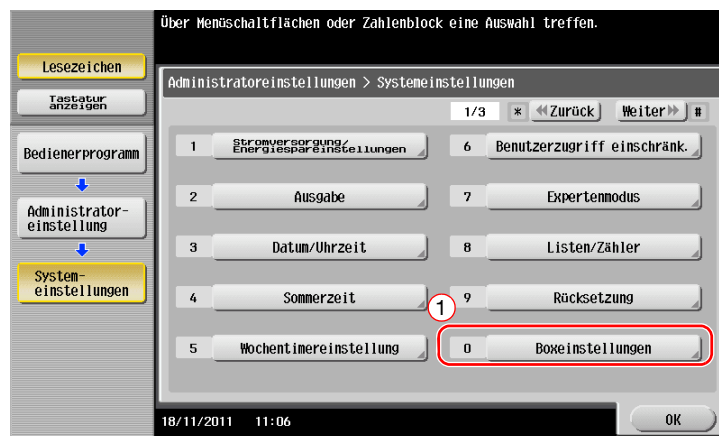 Über Menüschaltflächen oder Zahlenblock eine Auswahl treffen.
Lesezeichen
Tastatur
anzeigen
Bedienerprogramm
Administrator-
einstellung
System-
einstellungen
Administratoreinstellungen > Systemeinstellungen
1/3 * Zurück Weiter #
1 Stromversorgung/
Energiespareinstellungen
6 Benutzerzugriff einschränk.
2 Ausgabe
7 Expertenmodus
3 Datum/Uhrzeit
8 Listen/Zähler
4 Sommerzeit
1
9 Rücksetzung
5 Wochentimereinstellung
0 Boxeinstellungen
18/11/2011 11:06
OK